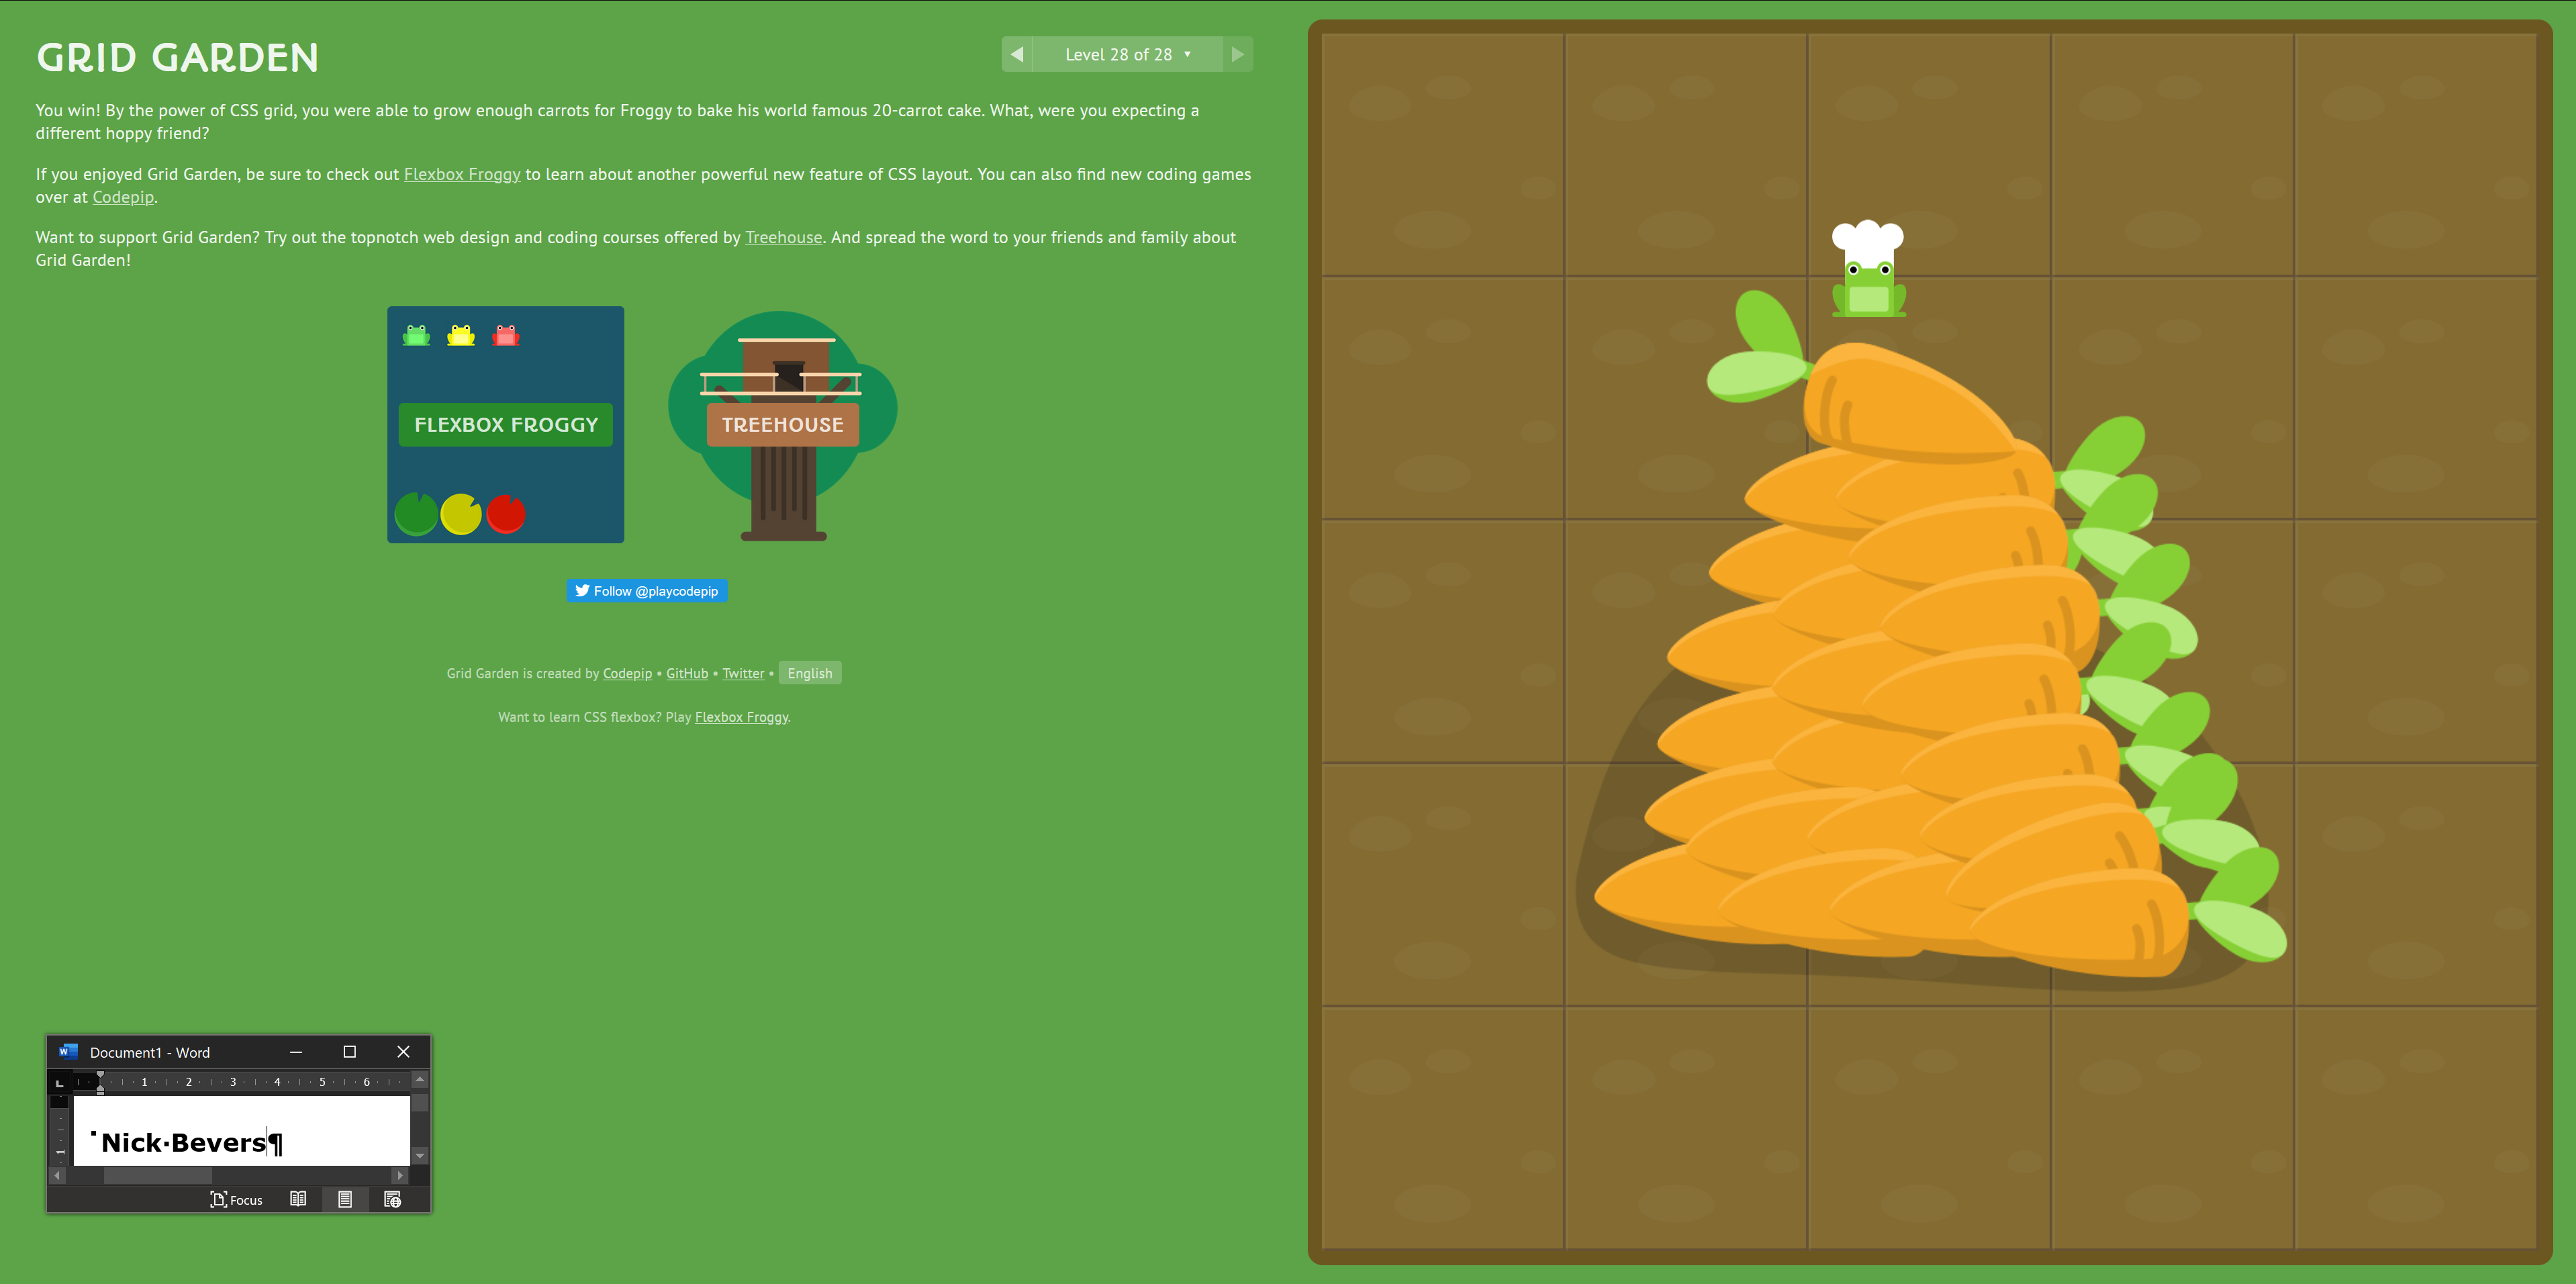 GRID GARDEN
Level 28 of 28
You win! By the power of CSS grid, you were able to grow enough carrots for Froggy to bake his world famous 20-carrot cake. What, were you expecting a
different hoppy friend?
If you enjoyed Grid Garden, be sure to check out Flexbox Froggy to learn about another powerful new feature of CSS layout. You can also find new coding games
over at Codepip.
Want to support Grid Garden? Try out the topnotch web design and coding courses offered by Treehouse. And spread the word to your friends and family about
Grid Garden!
FLEXBOX FROGGY
TREEHOUSE
Follow @playcodepip
Grid Garden is created by Codepip • GitHub • Twitter • English
Want to learn CSS flexbox? Play Flexbox Froggy.
Document1 - Word
1 2 3 4 5 6
1
Nick·Bevers¶
Focus